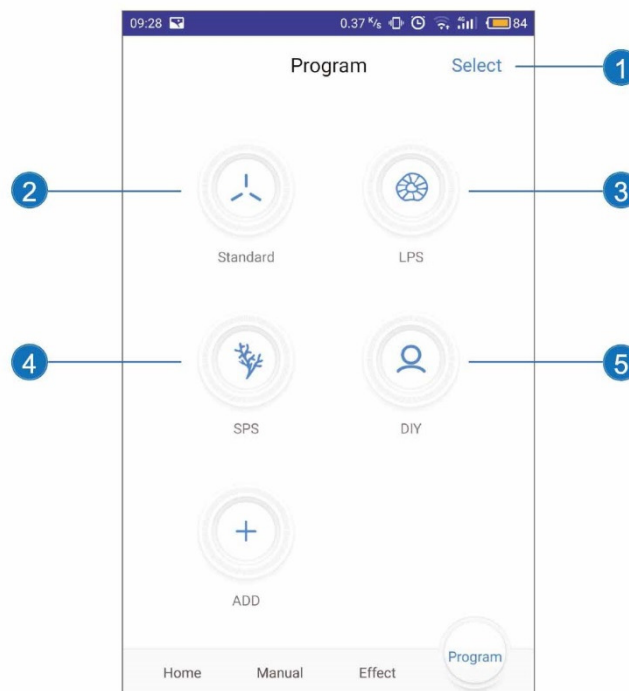 09:28 0.37 K/s 4G 84
Program Select 1
2 3
Standard LPS
4 5
SPS DIY
ADD
Home Manual Effect Program